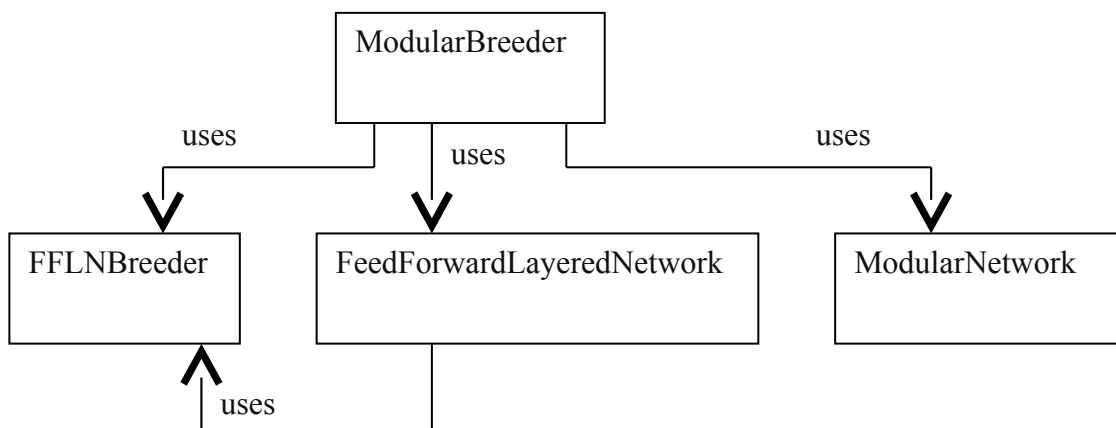 ModularBreeder
uses
uses
uses
FFLNBreeder
FeedForwardLayeredNetwork
ModularNetwork
uses